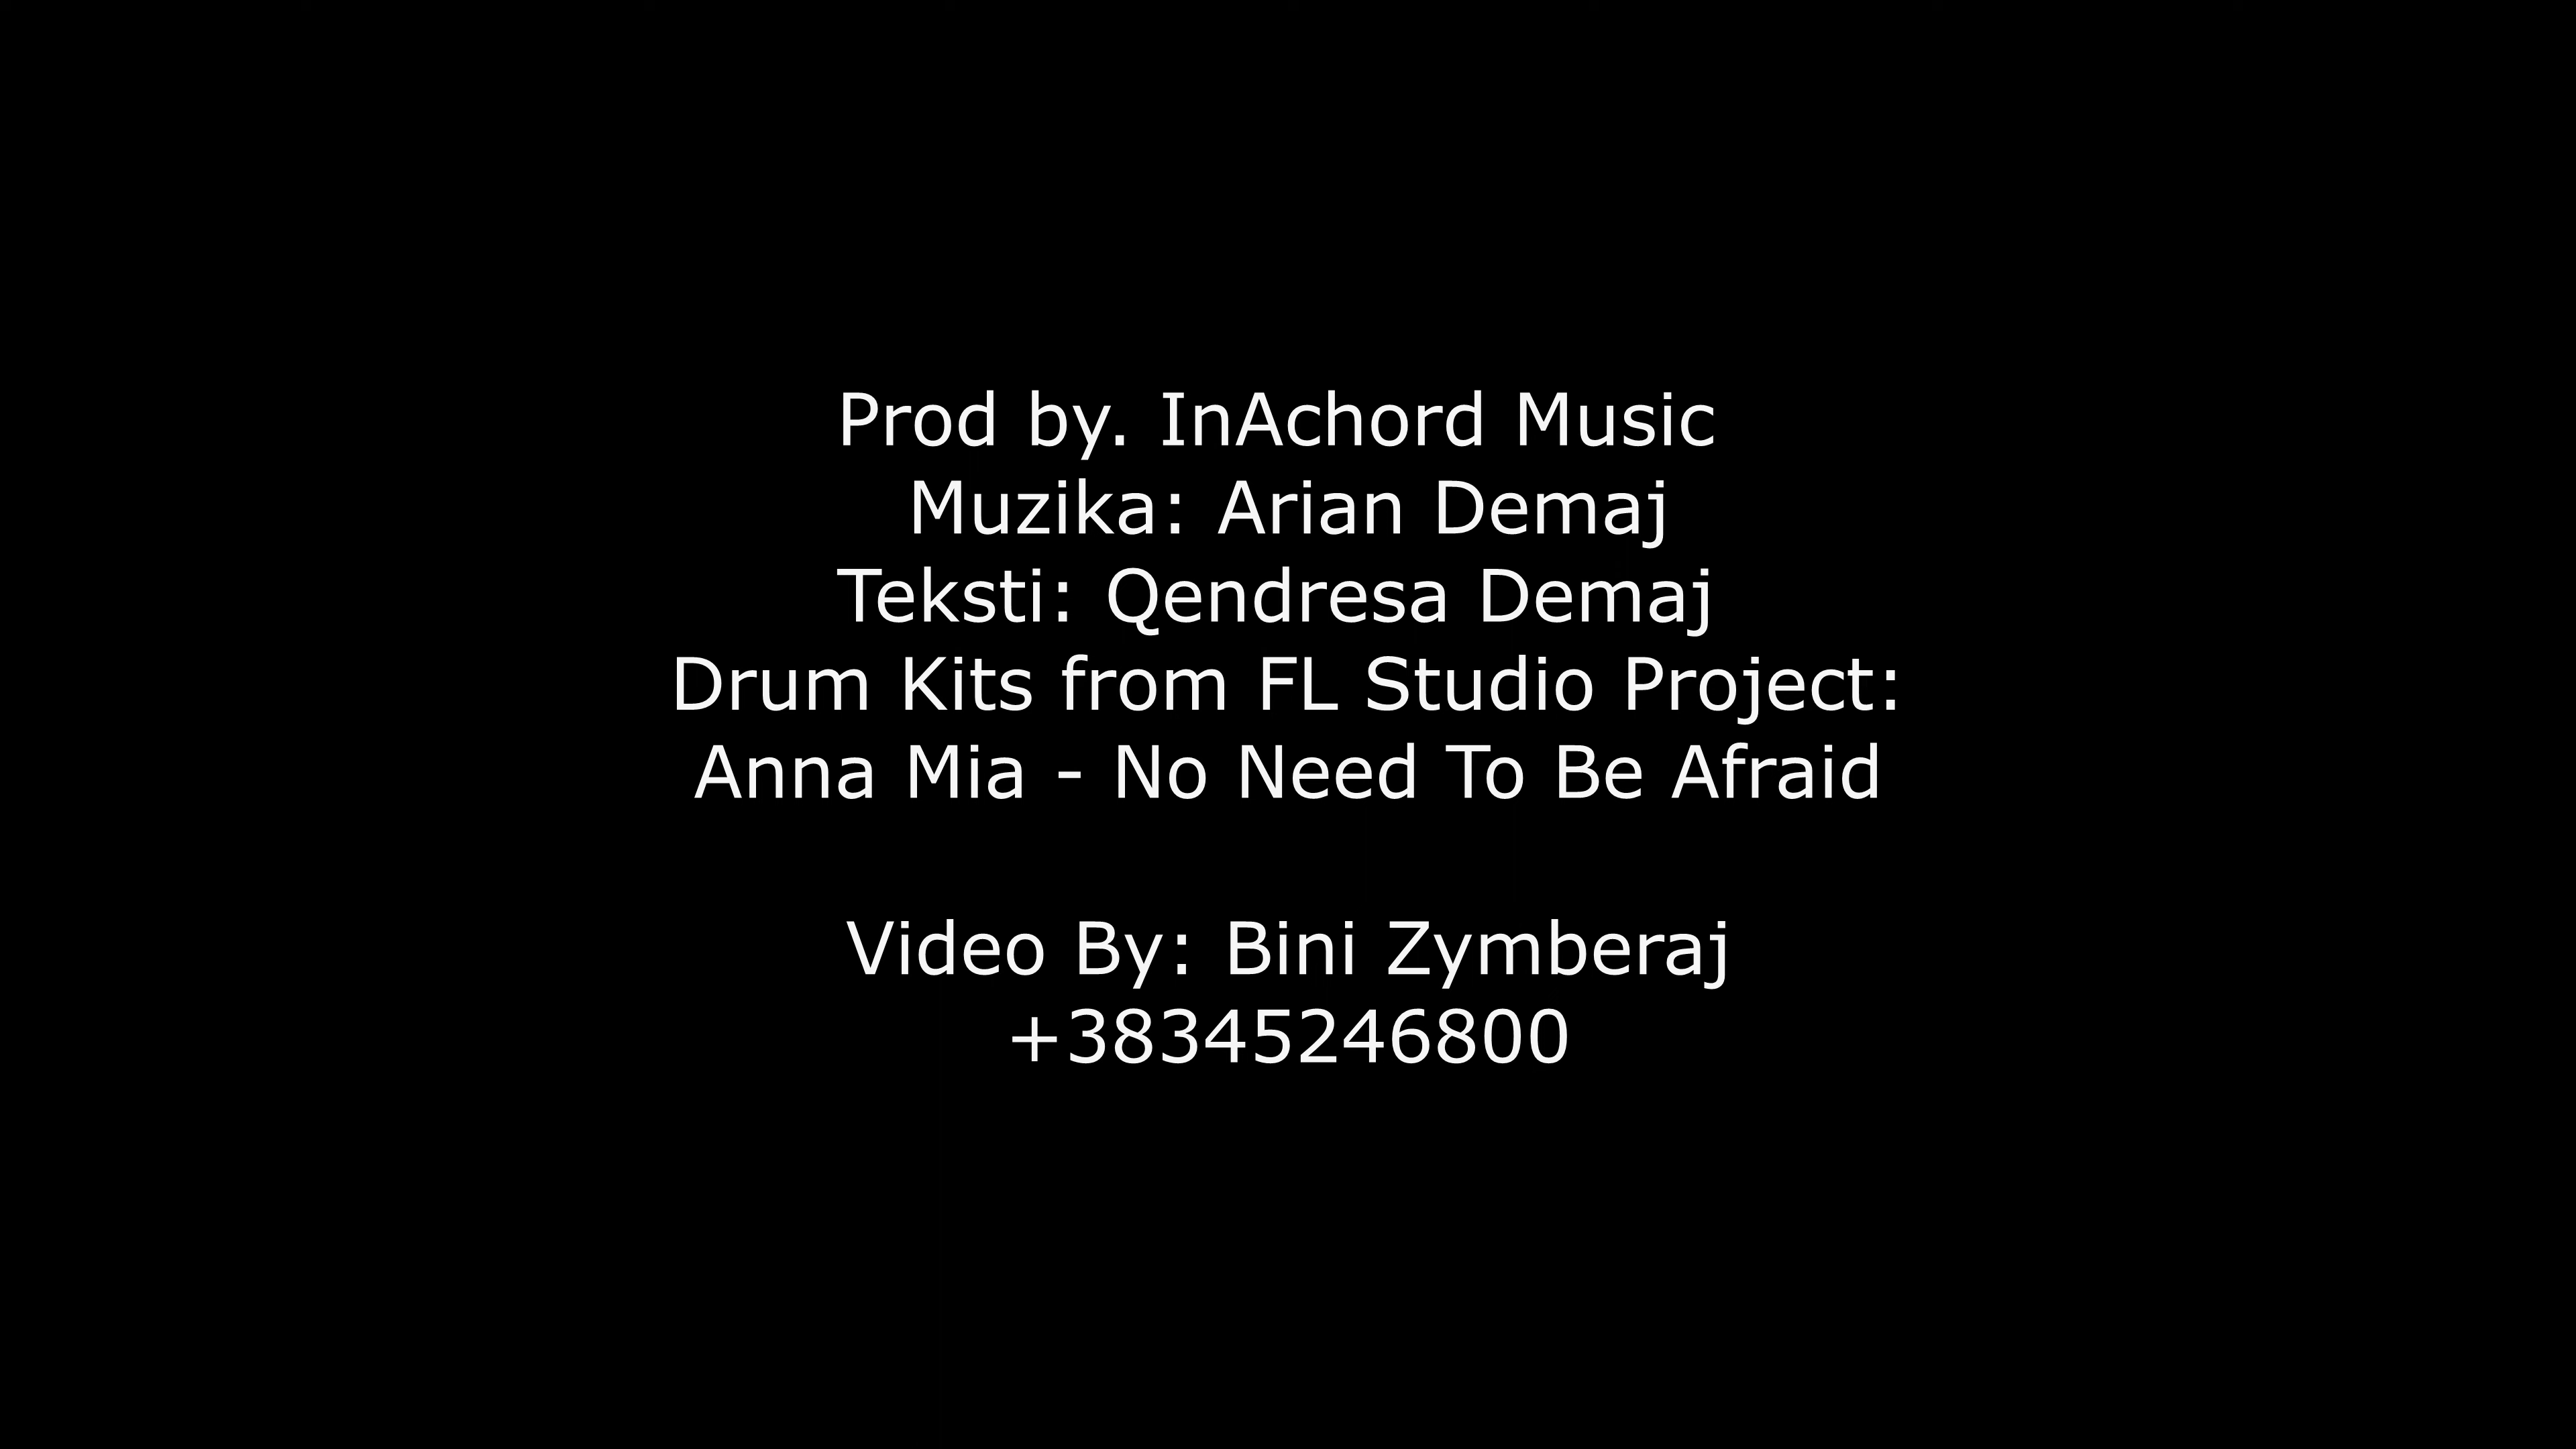 Prod by. InAchord Music
Muzika: Arian Demaj
Teksti: Qendresa Demaj
Drum Kits from FL Studio Project:
Anna Mia - No Need To Be Afraid
Video By: Bini Zymberaj
+38345246800